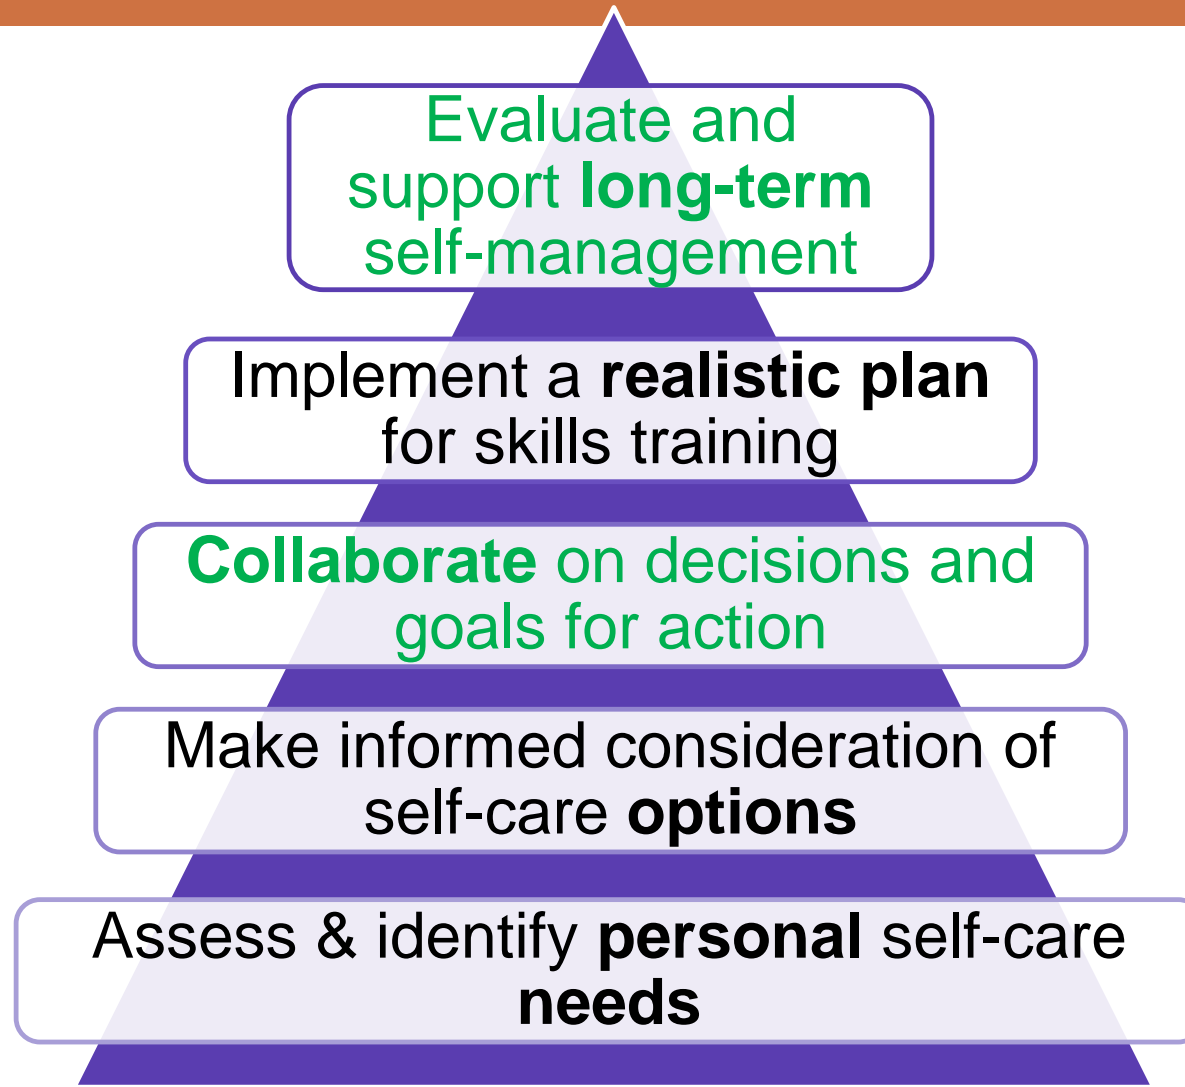 Evaluate and
support long-term
self-management
Implement a realistic plan
for skills training
Collaborate on decisions and
goals for action
Make informed consideration of
self-care options
Assess & identify personal self-care
needs